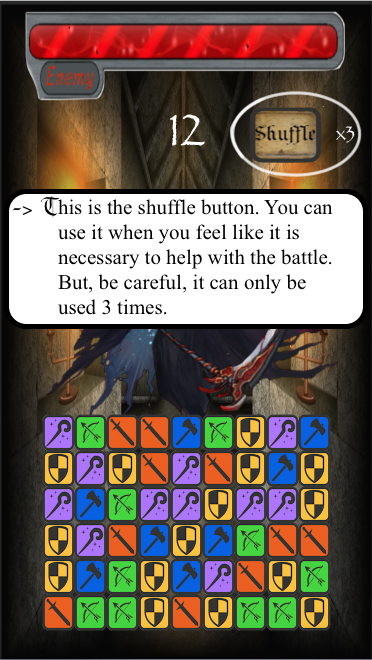 Enemy
12
Shuffle x3
-> This is the shuffle button. You can
use it when you feel like it is
necessary to help with the battle.
But, be careful, it can only be
used 3 times.